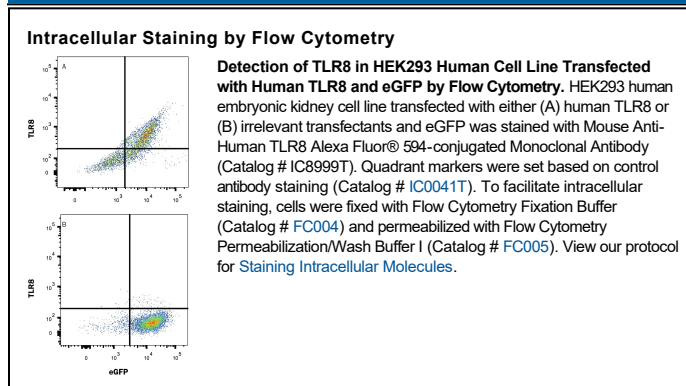 Intracellular Staining by Flow Cytometry
A
10⁵
10⁴
10³
10²
0
TLR8
0
10³
10⁴
10⁵
B
10⁵
10⁴
10³
10²
0
TLR8
0
10³
10⁴
10⁵
eGFP
Detection of TLR8 in HEK293 Human Cell Line Transfected
with Human TLR8 and eGFP by Flow Cytometry. HEK293 human
embryonic kidney cell line transfected with either (A) human TLR8 or
(B) irrelevant transfectants and eGFP was stained with Mouse Anti-
Human TLR8 Alexa Fluor® 594-conjugated Monoclonal Antibody
(Catalog # IC8999T). Quadrant markers were set based on control
antibody staining (Catalog # IC0041T). To facilitate intracellular
staining, cells were fixed with Flow Cytometry Fixation Buffer
(Catalog # FC004) and permeabilized with Flow Cytometry
Permeabilization/Wash Buffer I (Catalog # FC005). View our protocol
for Staining Intracellular Molecules.